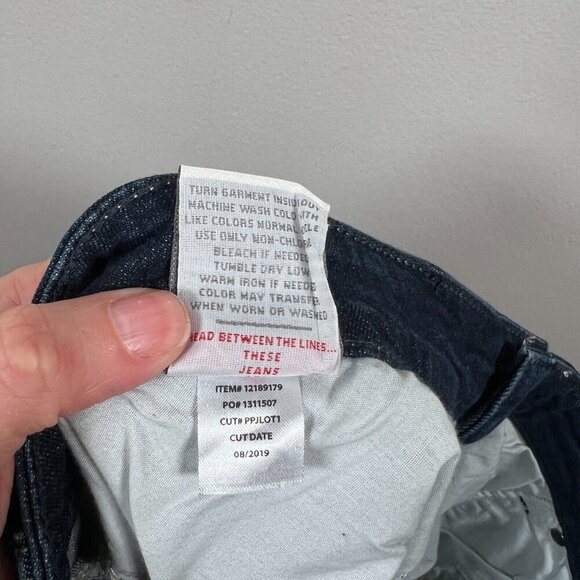 TURN GARMENT INSIDE OUT
MACHINE WASH COLD WITH
LIKE COLORS NORMAL CYCLE
USE ONLY NON-CHLORINE
BLEACH IF NEEDED
TUMBLE DRY LOW
WARM IRON IF NEEDED
COLOR MAY TRANSFER
WHEN WORN OR WASHED
READ BETWEEN THE LINES...
THESE
JEANS
ITEM# 12189179
PO# 1311507
CUT# PPJLOT1
CUT DATE
08/2019